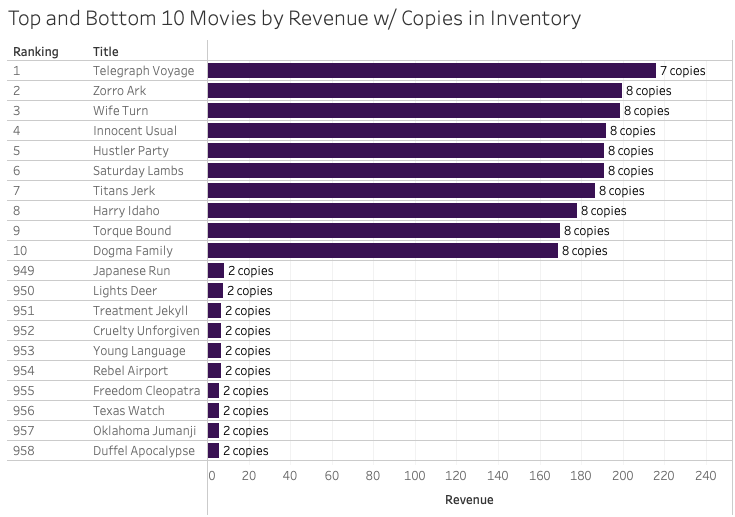 Top and Bottom 10 Movies by Revenue w/ Copies in Inventory
Ranking Title
1 Telegraph Voyage 7 copies
2 Zorro Ark 8 copies
3 Wife Turn 8 copies
4 Innocent Usual 8 copies
5 Hustler Party 8 copies
6 Saturday Lambs 8 copies
7 Titans Jerk 8 copies
8 Harry Idaho 8 copies
9 Torque Bound 8 copies
10 Dogma Family 8 copies
949 Japanese Run 2 copies
950 Lights Deer 2 copies
951 Treatment Jekyll 2 copies
952 Cruelty Unforgiven 2 copies
953 Young Language 2 copies
954 Rebel Airport 2 copies
955 Freedom Cleopatra 2 copies
956 Texas Watch 2 copies
957 Oklahoma Jumanji 2 copies
958 Duffel Apocalypse 2 copies
0 20 40 60 80 100 120 140 160 180 200 220 240
Revenue